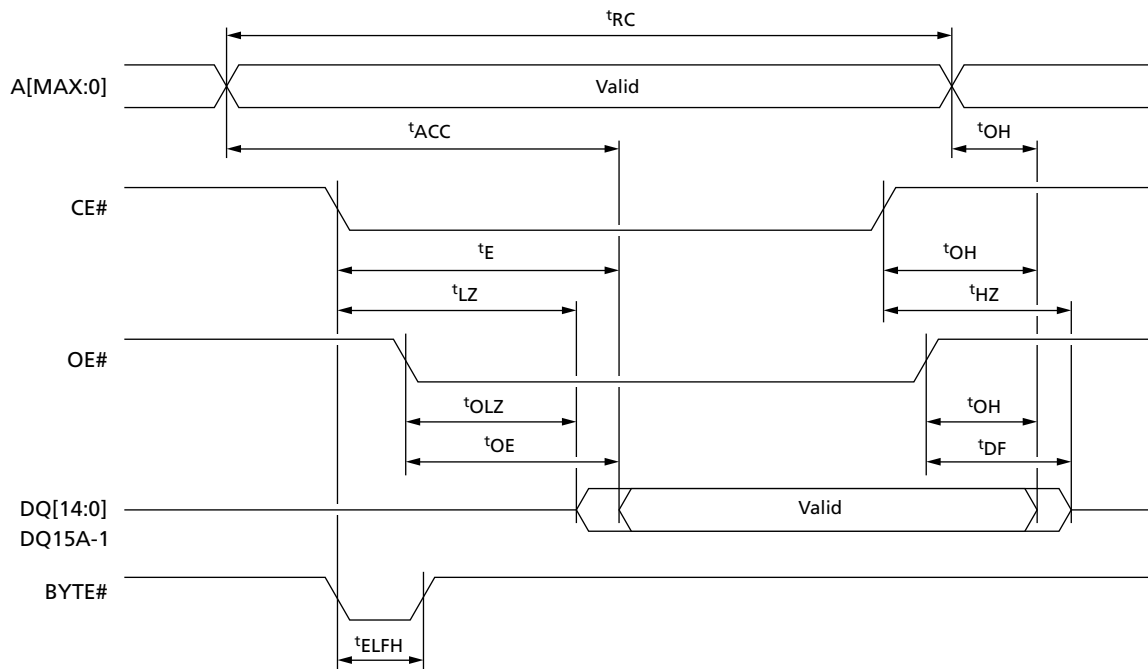 tRC
A[MAX:0]
Valid
tACC
tOH
CE#
tE
tOH
tLZ
tHZ
OE#
tOLZ
tOH
tOE
tDF
DQ[14:0]
Valid
DQ15A-1
BYTE#
tELFH